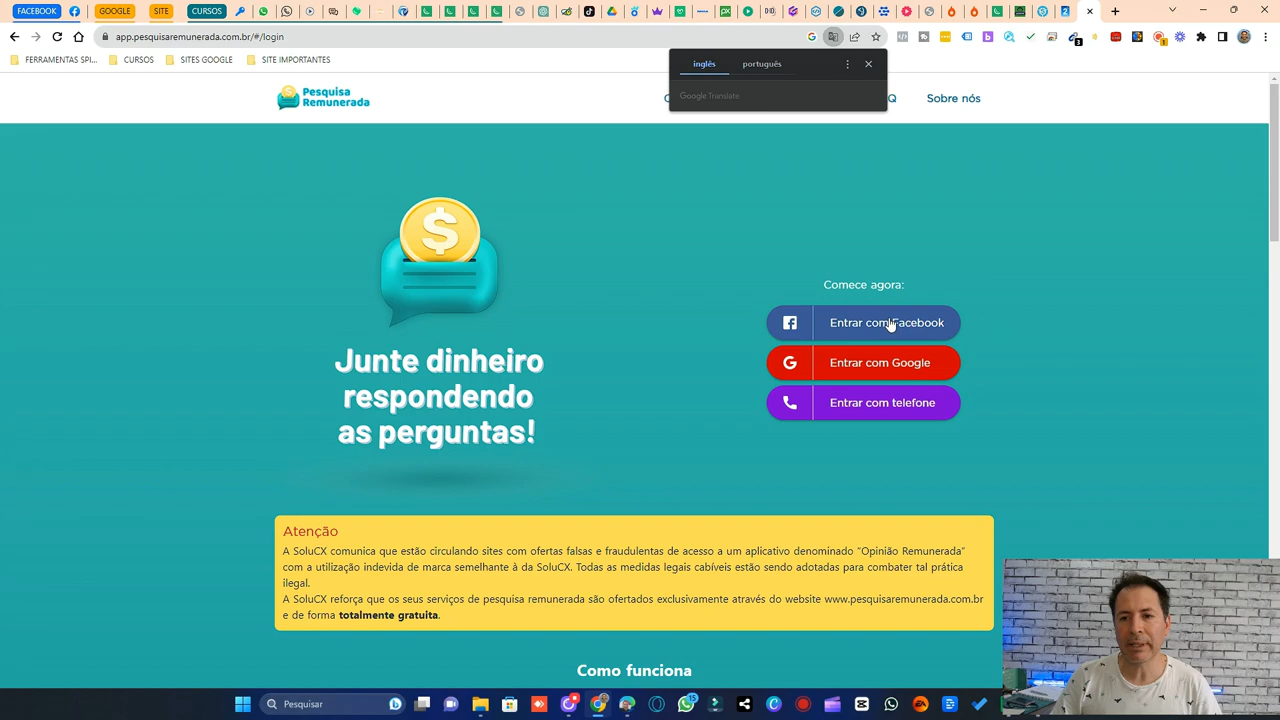 FACEBOOK
GOOGLE
SITE
CURSOS
app.pesquisaremunerada.com.br/#/login
FERRAMENTAS SPI...
CURSOS
SITES GOOGLE
SITE IMPORTANTES
inglês
português
Google Translate
Pesquisa
Remunerada
Q
Sobre nós
Junte dinheiro
respondendo
as perguntas!
Comece agora:
Entrar com Facebook
Entrar com Google
Entrar com telefone
Atenção
A SoluCX comunica que estão circulando sites com ofertas falsas e fraudulentas de acesso a um aplicativo denominado "Opinião Remunerada"
com a utilização indevida de marca semelhante à da SoluCX. Todas as medidas legais cabíveis estão sendo adotadas para combater tal prática
ilegal.
A SoluCX reforça que os seus serviços de pesquisa remunerada são ofertados exclusivamente através do website www.pesquisaremunerada.com.br
e de forma totalmente gratuita.
Como funciona
Pesquisar